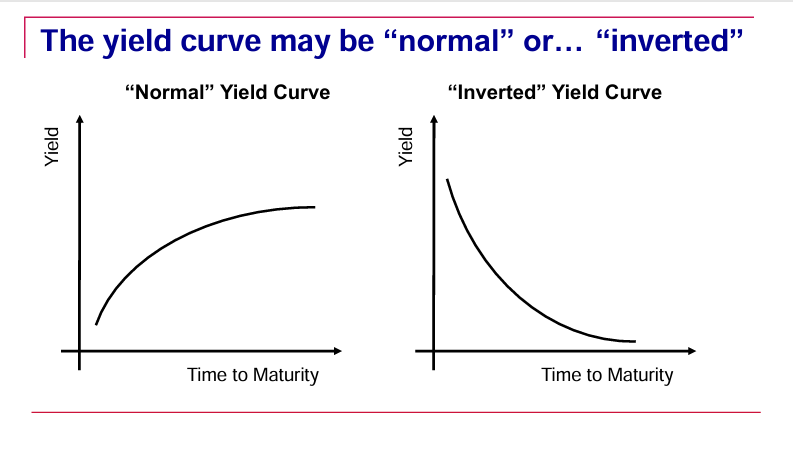 The yield curve may be “normal” or… “inverted”
“Normal” Yield Curve
“Inverted” Yield Curve
Yield
Yield
Time to Maturity
Time to Maturity